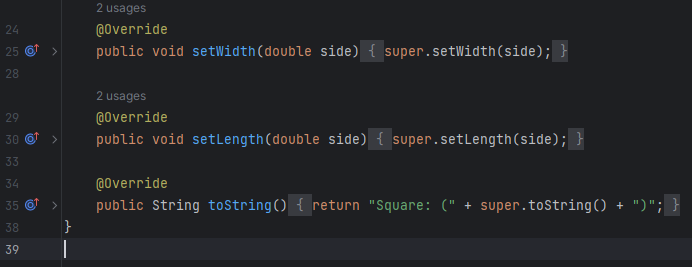 2 usages
24 @Override
25 public void setWidth(double side) { super.setWidth(side); }
28
2 usages
29 @Override
30 public void setLength(double side) { super.setLength(side); }
33
34 @Override
35 public String toString() { return "Square: (" + super.toString() + ")"; }
38 }
39